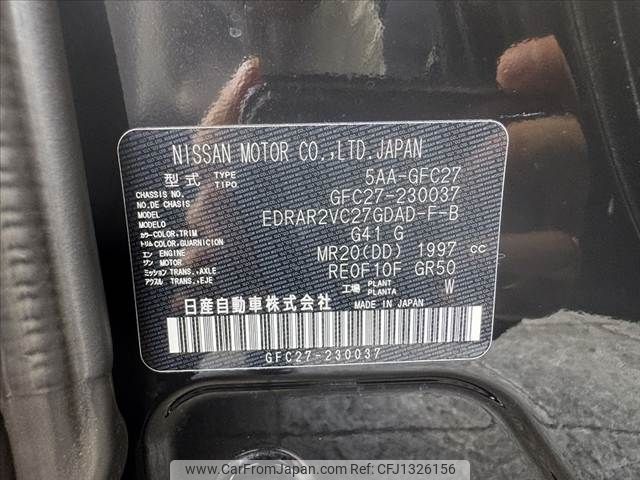 NISSAN MOTOR CO.,LTD.JAPAN
型式 TYPE TIPO 5AA-GFC27
CHASSIS NO. NO.DE CHASIS GFC27-230037
MODEL MODELO EDRAR2VC27GDAD-F-B
カラー COLOR,TRIM トリム COLOR,GUARNICION G41 G
エン ENGINE ジン MOTOR MR20(DD) 1997 cc
ミッション TRANS.,AXLE アクスル TRANS.,EJE RE0F10F GR50
工場 PLANT PLANTA W
日産自動車株式会社 MADE IN JAPAN
GFC27-230037
www.CarFromJapan.com - Car ID: CFJ1326156